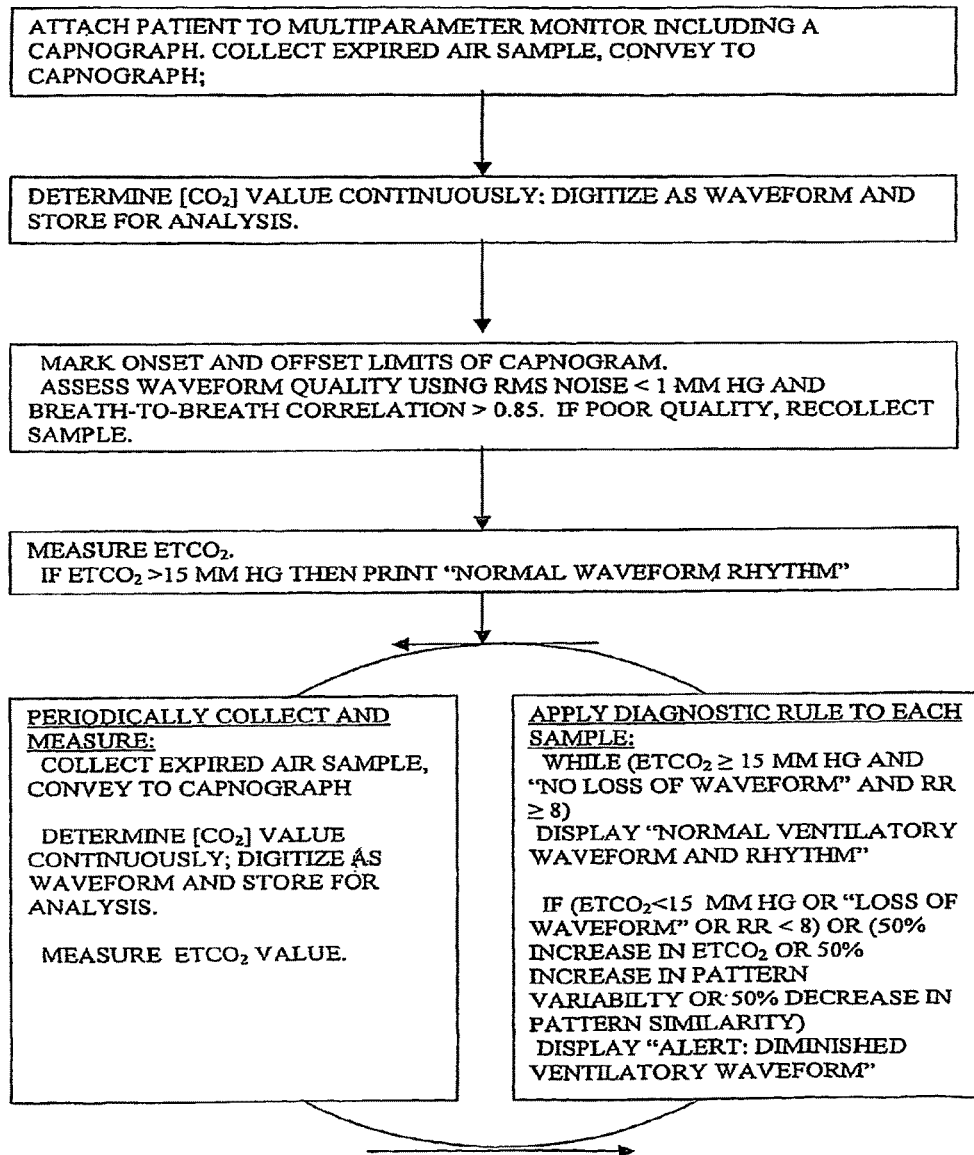 ATTACH PATIENT TO MULTIPARAMETER MONITOR INCLUDING A
CAPNOGRAPH. COLLECT EXPIRED AIR SAMPLE, CONVEY TO
CAPNOGRAPH;
DETERMINE [CO₂] VALUE CONTINUOUSLY: DIGITIZE AS WAVEFORM AND
STORE FOR ANALYSIS.
MARK ONSET AND OFFSET LIMITS OF CAPNOGRAM.
ASSESS WAVEFORM QUALITY USING RMS NOISE < 1 MM HG AND
BREATH-TO-BREATH CORRELATION > 0.85. IF POOR QUALITY, RECOLLECT
SAMPLE.
MEASURE ETCO₂.
IF ETCO₂ >15 MM HG THEN PRINT “NORMAL WAVEFORM RHYTHM”
PERIODICALLY COLLECT AND
MEASURE:
COLLECT EXPIRED AIR SAMPLE,
CONVEY TO CAPNOGRAPH
DETERMINE [CO₂] VALUE
CONTINUOUSLY; DIGITIZE AS
WAVEFORM AND STORE FOR
ANALYSIS.
MEASURE ETCO₂ VALUE.
APPLY DIAGNOSTIC RULE TO EACH
SAMPLE:
WHILE (ETCO₂ ≥ 15 MM HG AND
“NO LOSS OF WAVEFORM” AND RR
≥ 8)
DISPLAY “NORMAL VENTILATORY
WAVEFORM AND RHYTHM”
IF (ETCO₂<15 MM HG OR “LOSS OF
WAVEFORM” OR RR < 8) OR (50%
INCREASE IN ETCO₂ OR 50%
INCREASE IN PATTERN
VARIABILTY OR 50% DECREASE IN
PATTERN SIMILARITY)
DISPLAY “ALERT: DIMINISHED
VENTILATORY WAVEFORM”